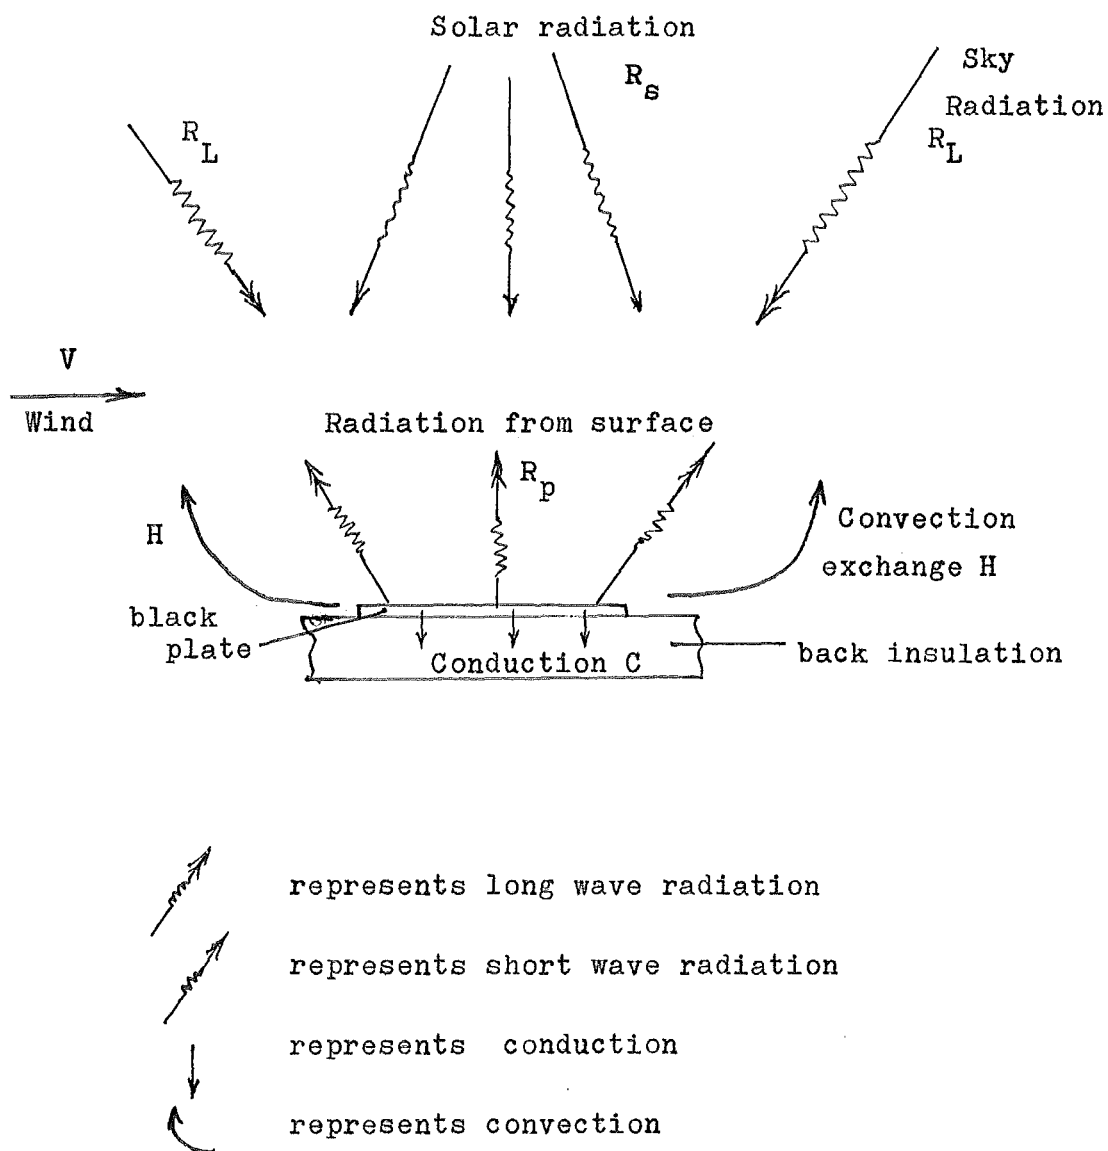 Solar radiation
R_s
Sky
Radiation
R_L
R_L
V
Wind
Radiation from surface
R_p
H
Convection
exchange H
black
plate
Conduction C
back insulation
represents long wave radiation
represents short wave radiation
represents conduction
represents convection